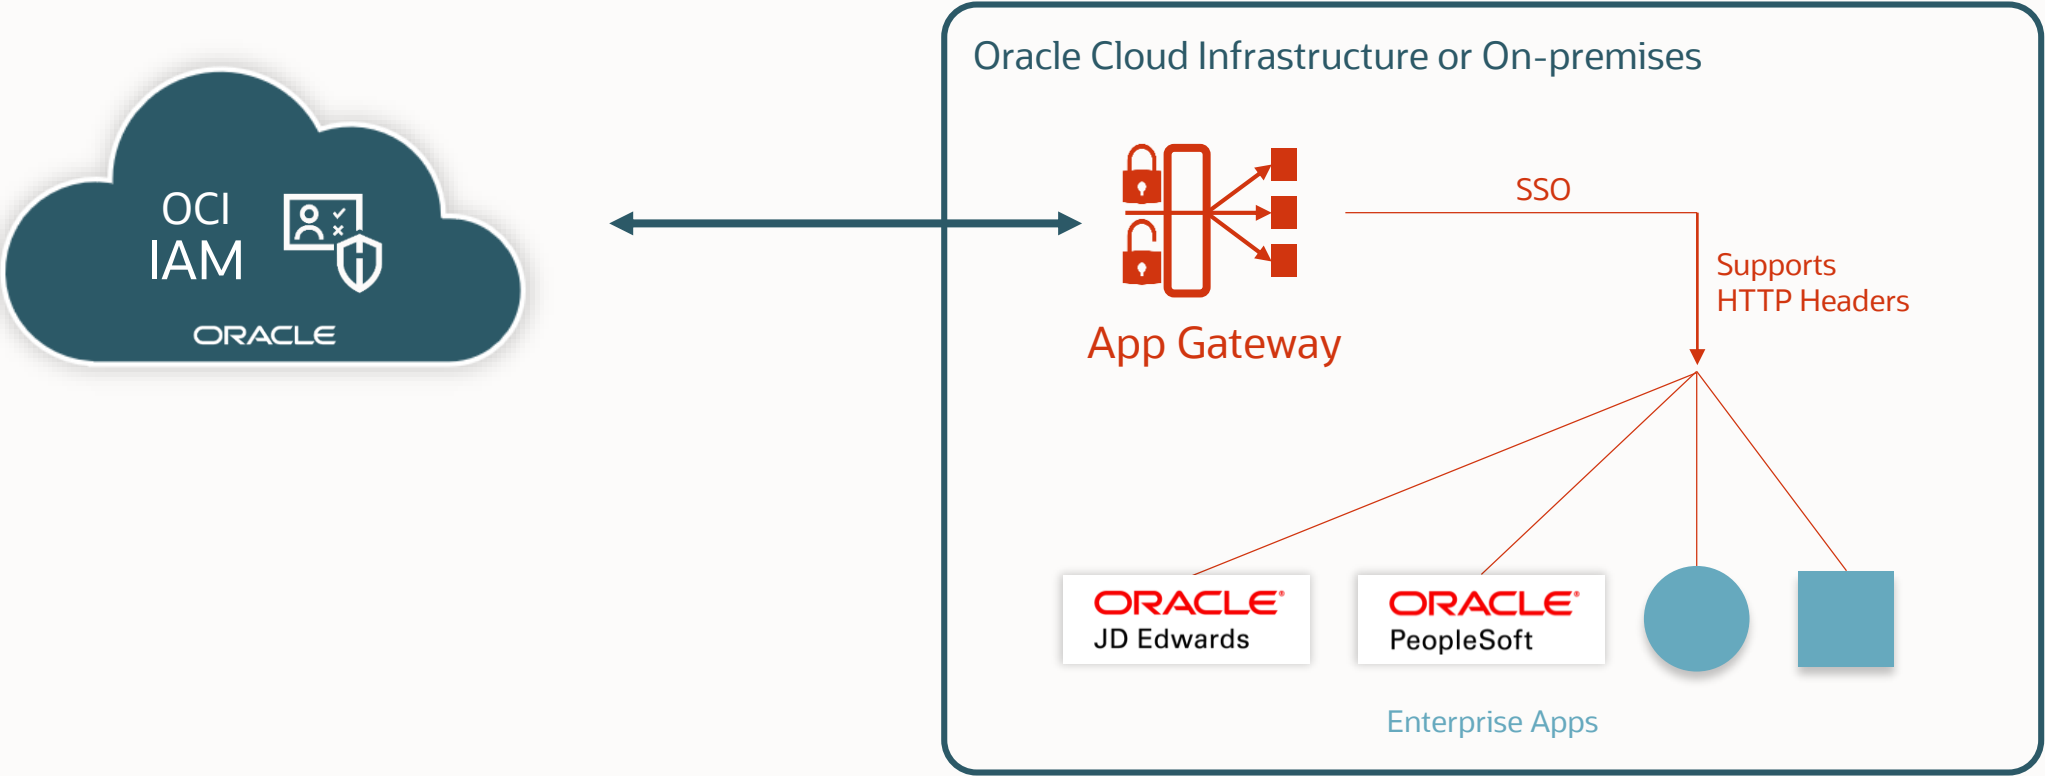 OCI
IAM
ORACLE
Oracle Cloud Infrastructure or On-premises
App Gateway
SSO
Supports
HTTP Headers
ORACLE®
JD Edwards
ORACLE®
PeopleSoft
Enterprise Apps